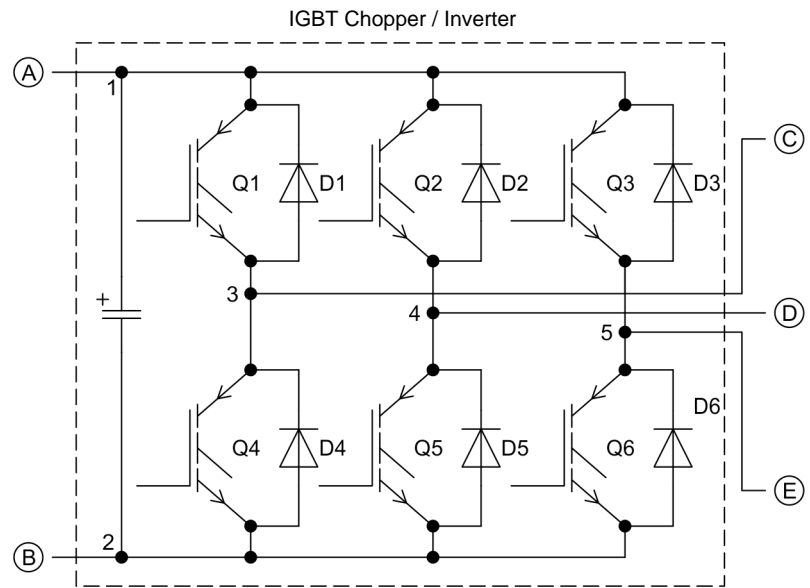 IGBT Chopper / Inverter
A
1
C
Q1 D1 Q2 D2 Q3 D3
+
3
4
D
5
D6
Q4 D4 Q5 D5 Q6
E
2
B